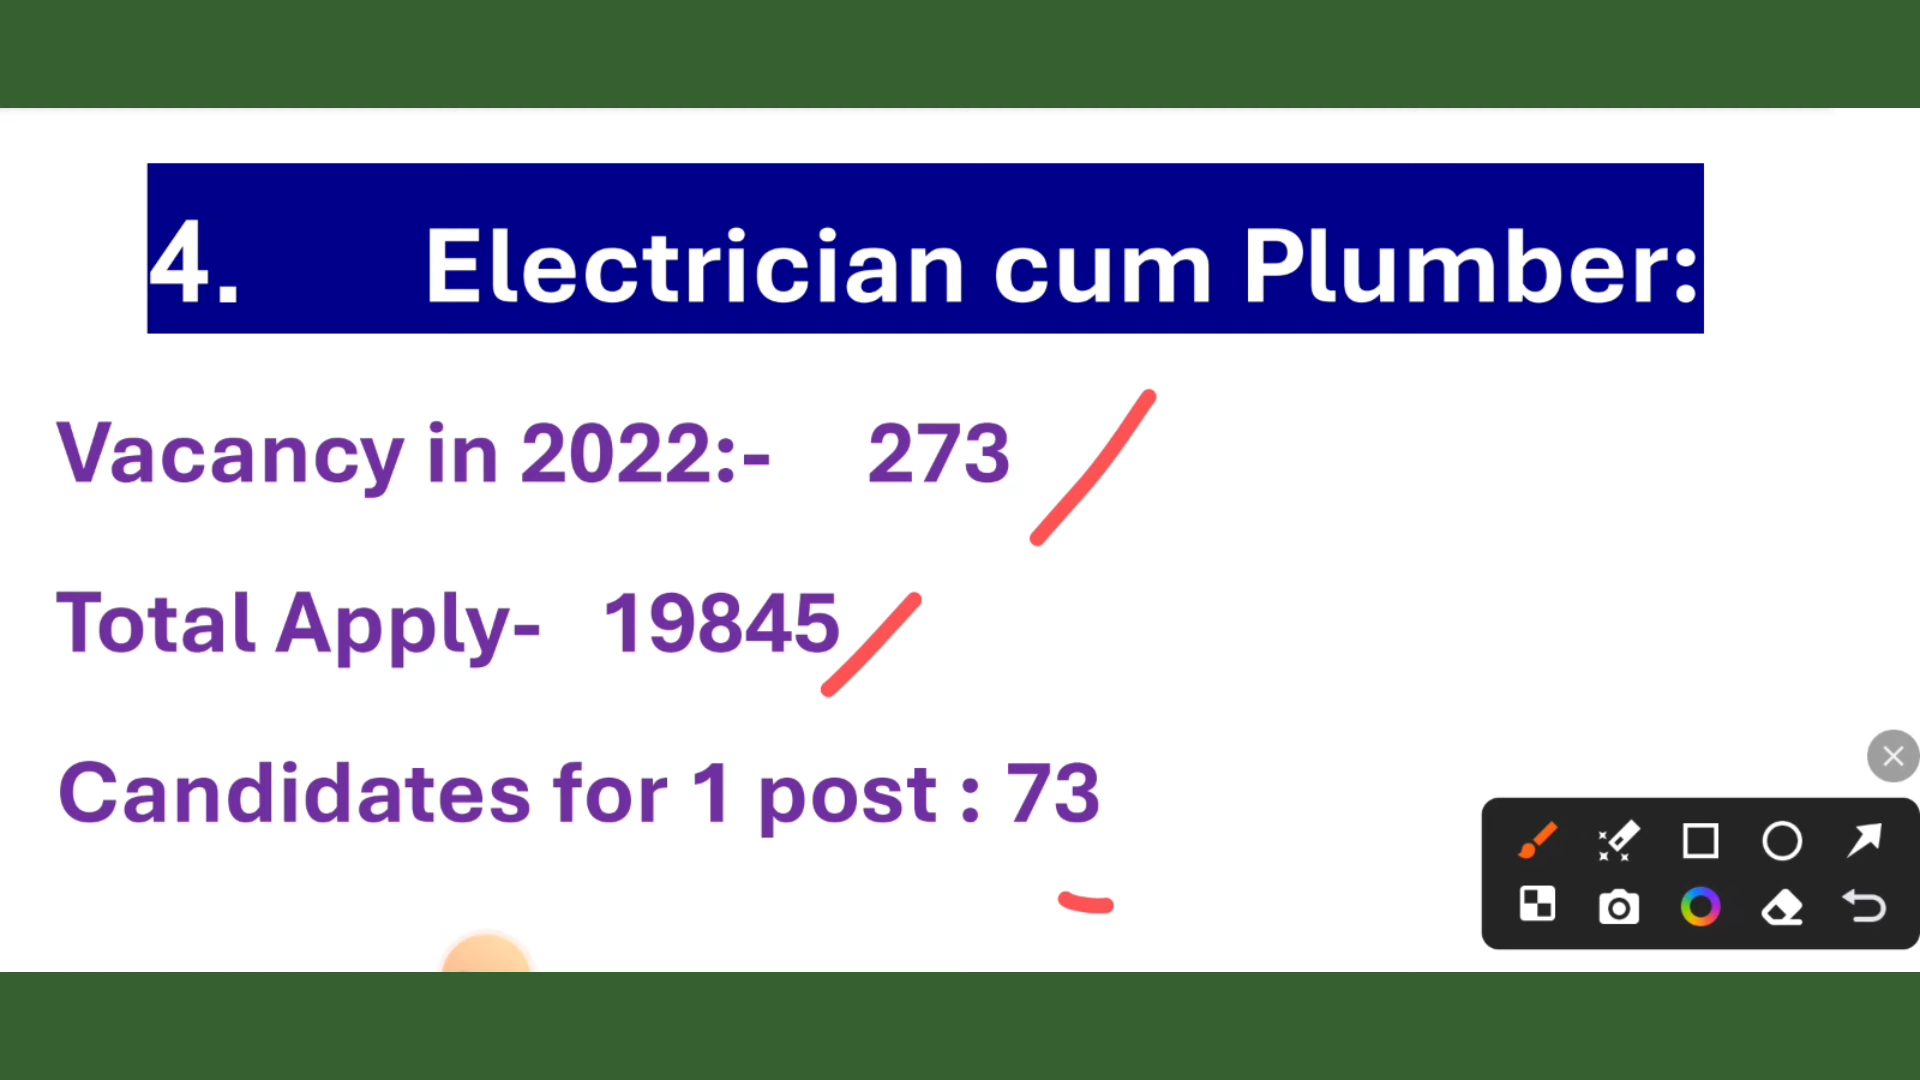 4. Electrician cum Plumber:
Vacancy in 2022:- 273
Total Apply- 19845
Candidates for 1 post : 73